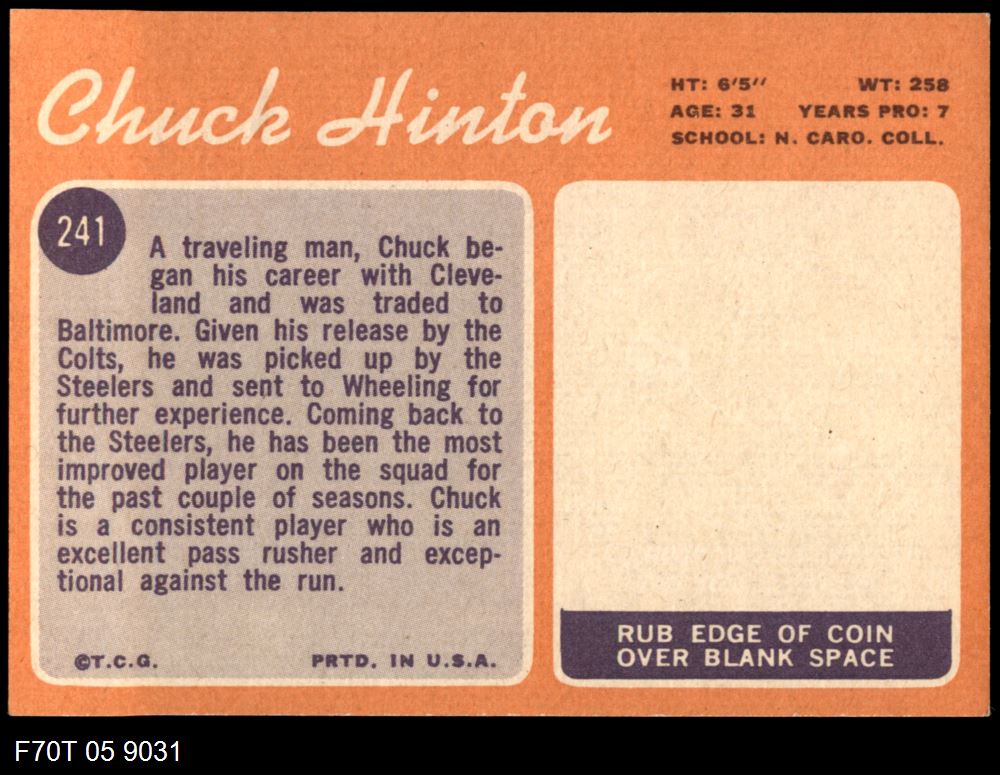 Chuck Hinton
HT: 6'5'' WT: 258
AGE: 31 YEARS PRO: 7
SCHOOL: N. CARO. COLL.
241
A traveling man, Chuck be-
gan his career with Cleve-
land and was traded to
Baltimore. Given his release by the
Colts, he was picked up by the
Steelers and sent to Wheeling for
further experience. Coming back to
the Steelers, he has been the most
improved player on the squad for
the past couple of seasons. Chuck
is a consistent player who is an
excellent pass rusher and excep-
tional against the run.
©T.C.G. PRTD. IN U.S.A.
RUB EDGE OF COIN
OVER BLANK SPACE
F70T 05 9031